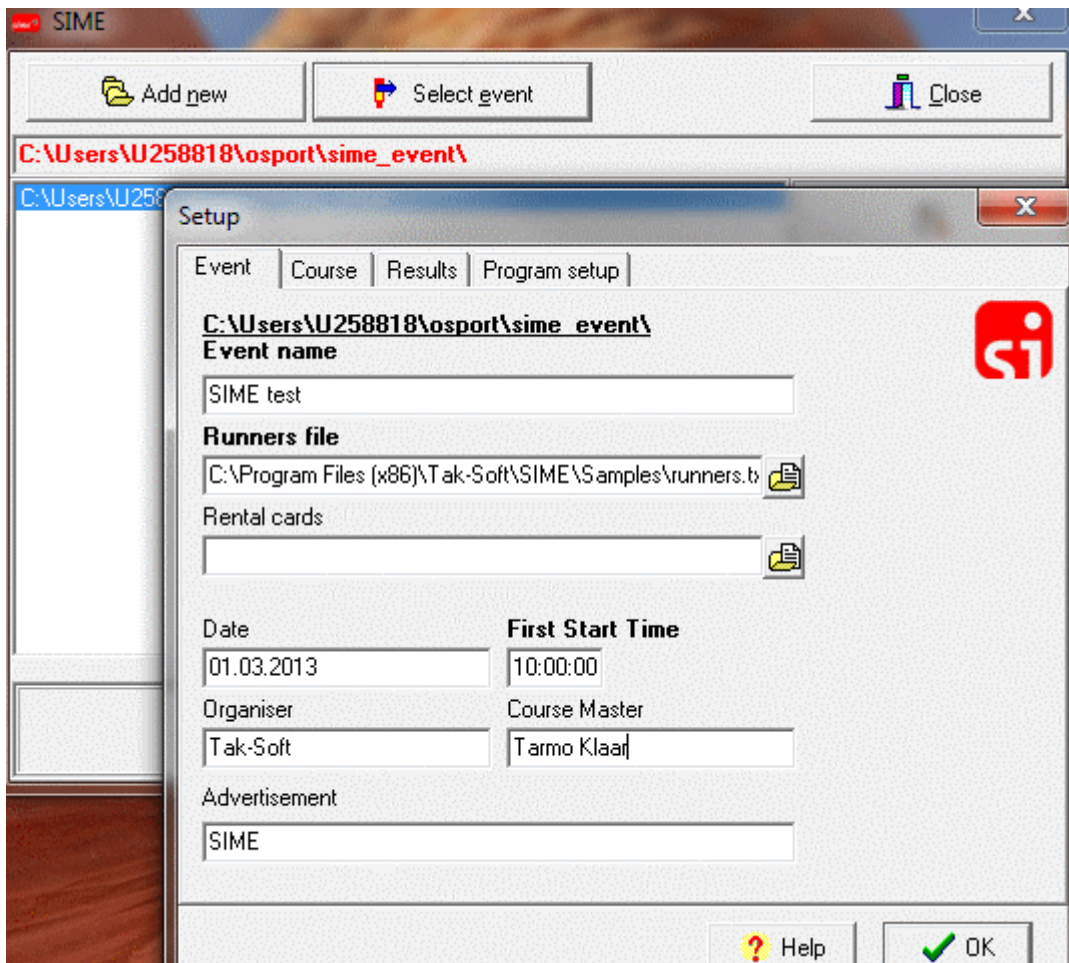 SIME
Add new
Select event
Close
C:\Users\U258818\osport\sime_event\
C:\Users\U258
Setup
Event
Course
Results
Program setup
C:\Users\U258818\osport\sime_event\
Event name
SIME test
Runners file
C:\Program Files (x86)\Tak-Soft\SIME\Samples\runners.t
Rental cards
Date
First Start Time
01.03.2013
10:00:00
Organiser
Course Master
Tak-Soft
Tarmo Klaar
Advertisement
SIME
Help
OK
si